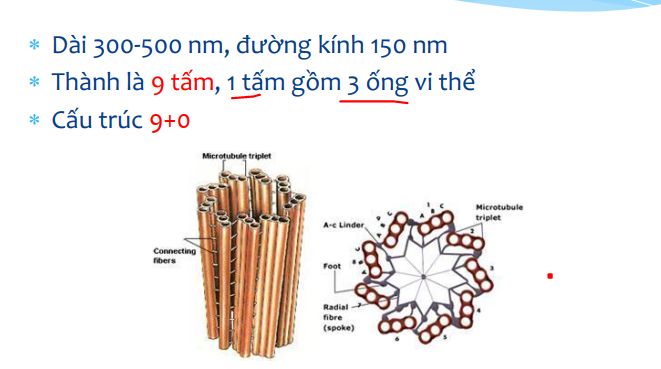 * Dài 300-500 nm, đường kính 150 nm
* Thành là 9 tấm, 1 tấm gồm 3 ống vi thể
* Cấu trúc 9+0
Microtubule triplet
Connecting
fibers
A-c Linder
Foot
Radial
fibre
(spoke)
Microtubule
triplet
1
C
B
A
2
3
4
5
6
7
8
9